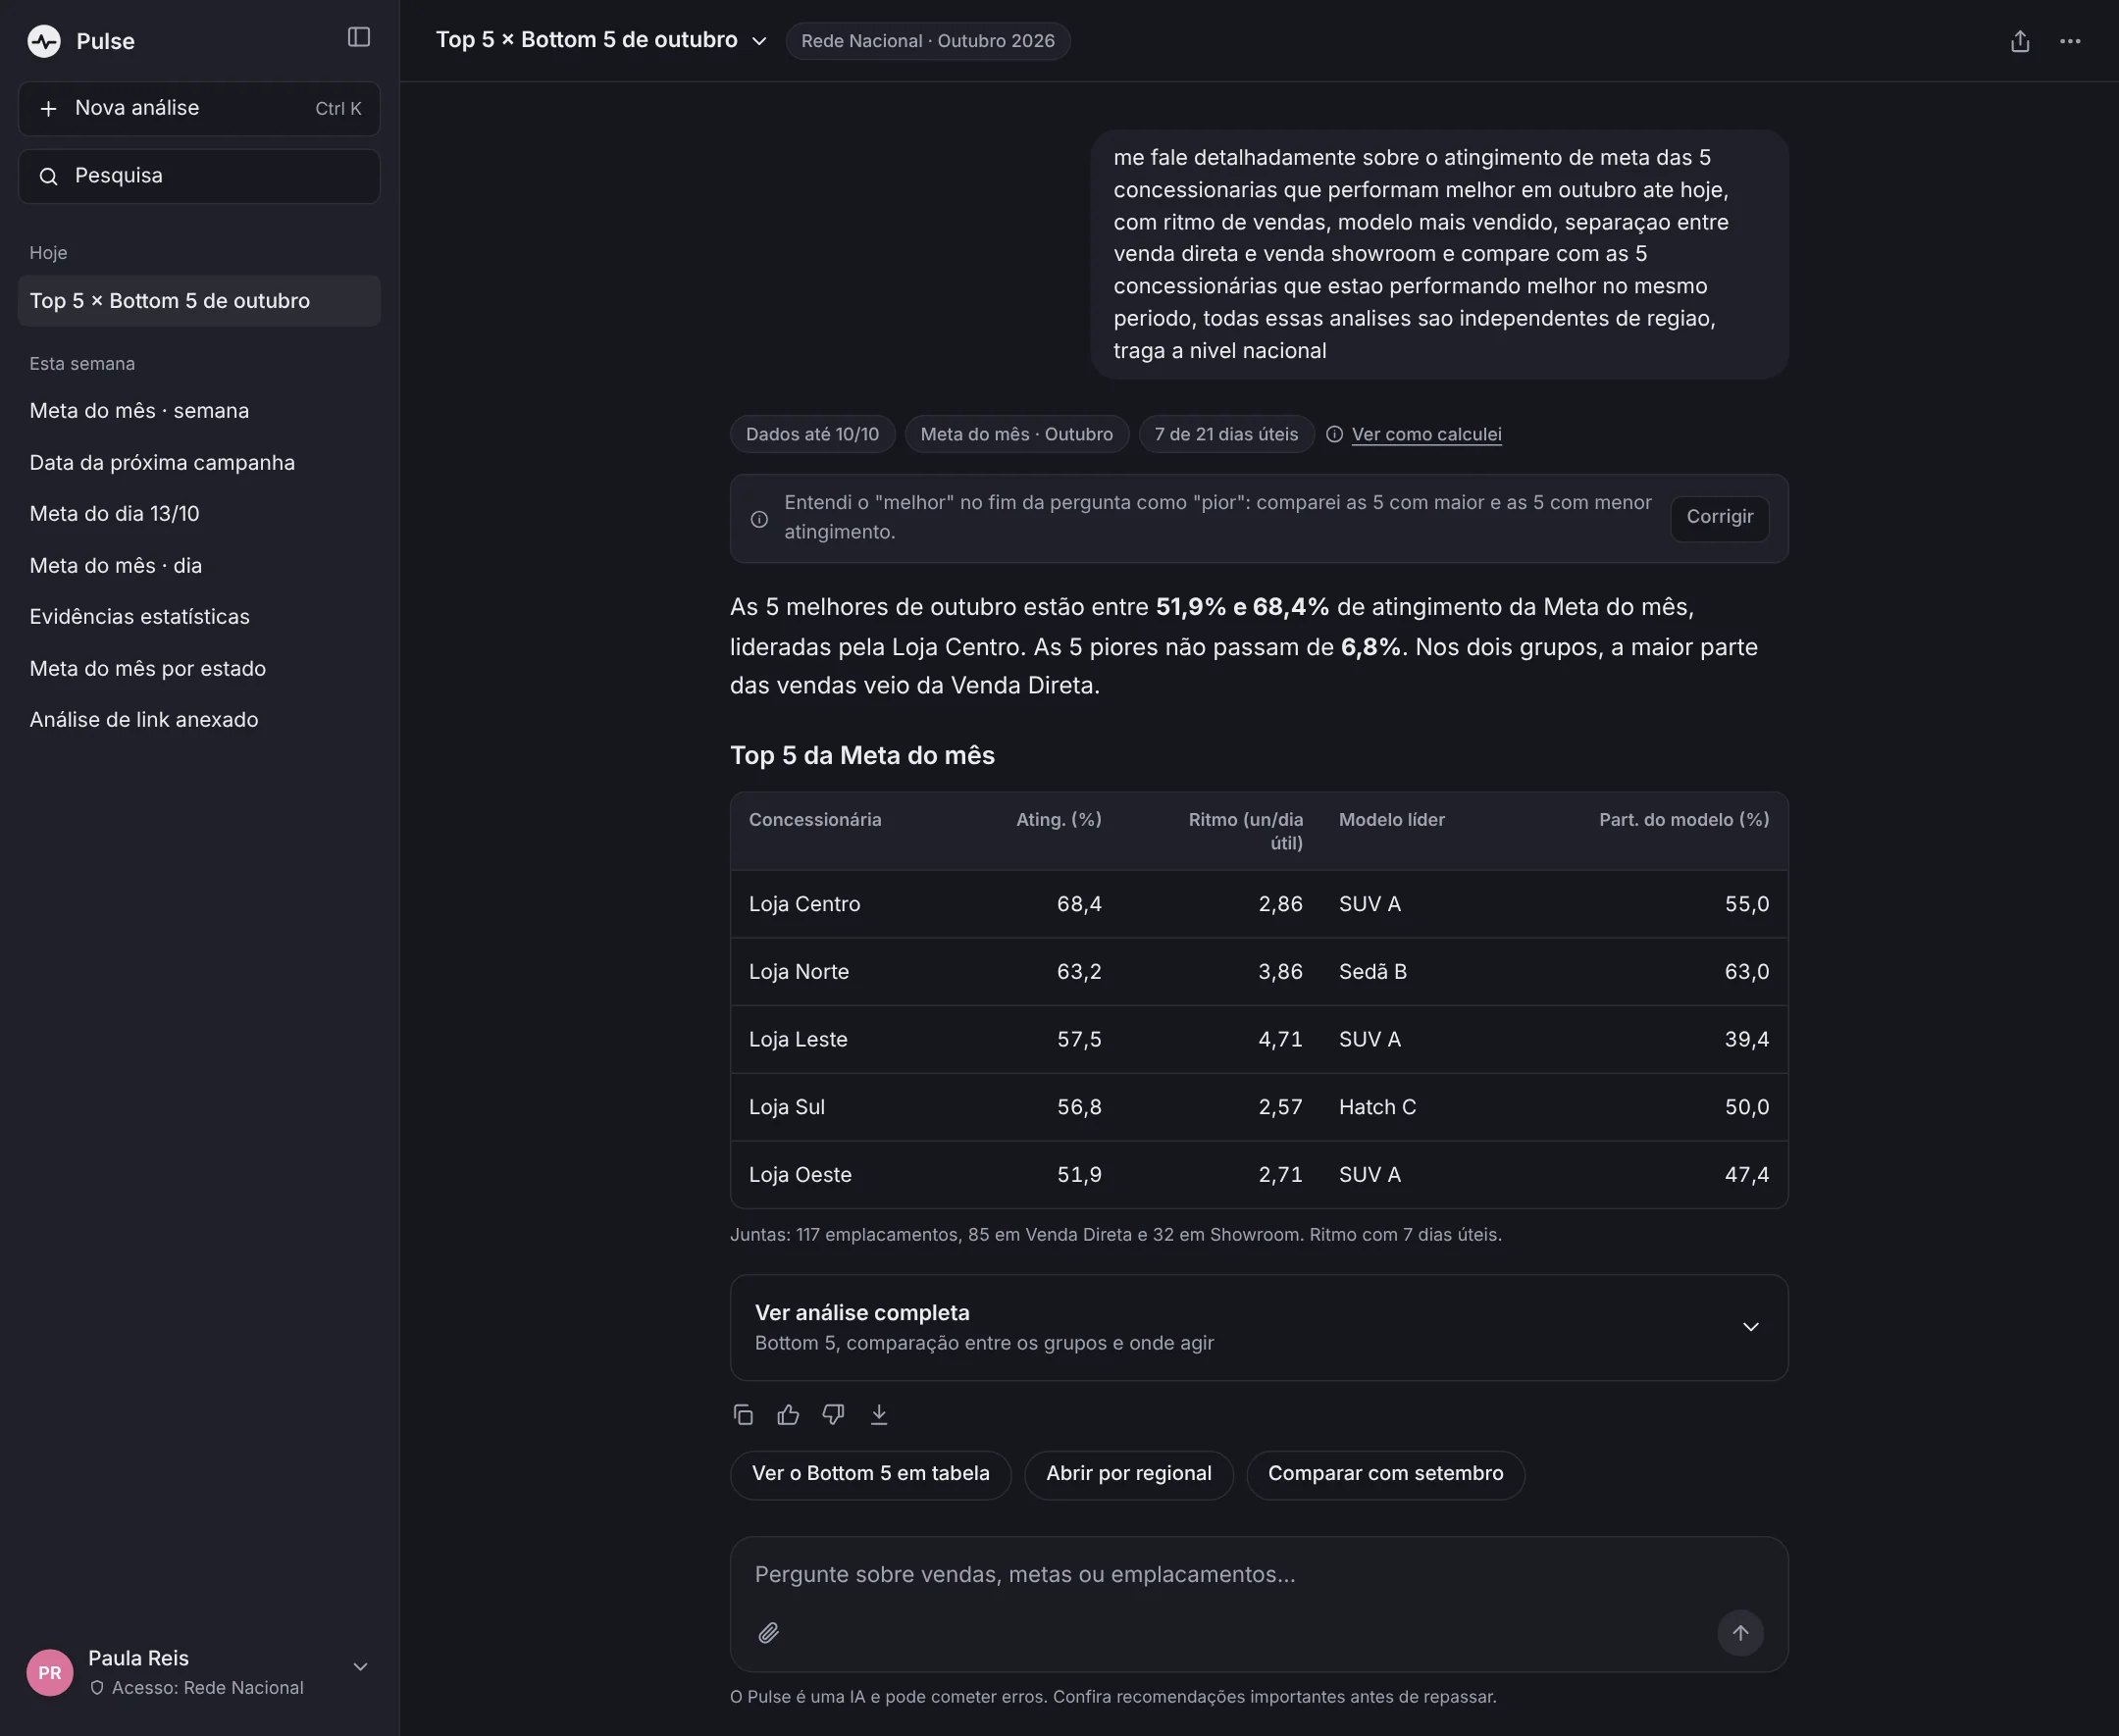 Pulse
Nova análise Ctrl K
Pesquisa
Hoje
Top 5 × Bottom 5 de outubro
Esta semana
Meta do mês · semana
Data da próxima campanha
Meta do dia 13/10
Meta do mês · dia
Evidências estatísticas
Meta do mês por estado
Análise de link anexado
PR
Paula Reis
Acesso: Rede Nacional
Top 5 × Bottom 5 de outubro
Rede Nacional · Outubro 2026
me fale detalhadamente sobre o atingimento de meta das 5
concessionarias que performam melhor em outubro ate hoje,
com ritmo de vendas, modelo mais vendido, separaçao entre
venda direta e venda showroom e compare com as 5
concessionárias que estao performando melhor no mesmo
periodo, todas essas analises sao independentes de regiao,
traga a nivel nacional
Dados até 10/10
Meta do mês · Outubro
7 de 21 dias úteis
Ver como calculei
Entendi o "melhor" no fim da pergunta como "pior": comparei as 5 com maior e as 5 com menor
atingimento.
Corrigir
As 5 melhores de outubro estão entre 51,9% e 68,4% de atingimento da Meta do mês,
lideradas pela Loja Centro. As 5 piores não passam de 6,8%. Nos dois grupos, a maior parte
das vendas veio da Venda Direta.
Top 5 da Meta do mês
Concessionária Ating. (%) Ritmo (un/dia útil) Modelo líder Part. do modelo (%)
Loja Centro 68,4 2,86 SUV A 55,0
Loja Norte 63,2 3,86 Sedã B 63,0
Loja Leste 57,5 4,71 SUV A 39,4
Loja Sul 56,8 2,57 Hatch C 50,0
Loja Oeste 51,9 2,71 SUV A 47,4
Juntas: 117 emplacamentos, 85 em Venda Direta e 32 em Showroom. Ritmo com 7 dias úteis.
Ver análise completa
Bottom 5, comparação entre os grupos e onde agir
Ver o Bottom 5 em tabela
Abrir por regional
Comparar com setembro
Pergunte sobre vendas, metas ou emplacamentos...
O Pulse é uma IA e pode cometer erros. Confira recomendações importantes antes de repassar.